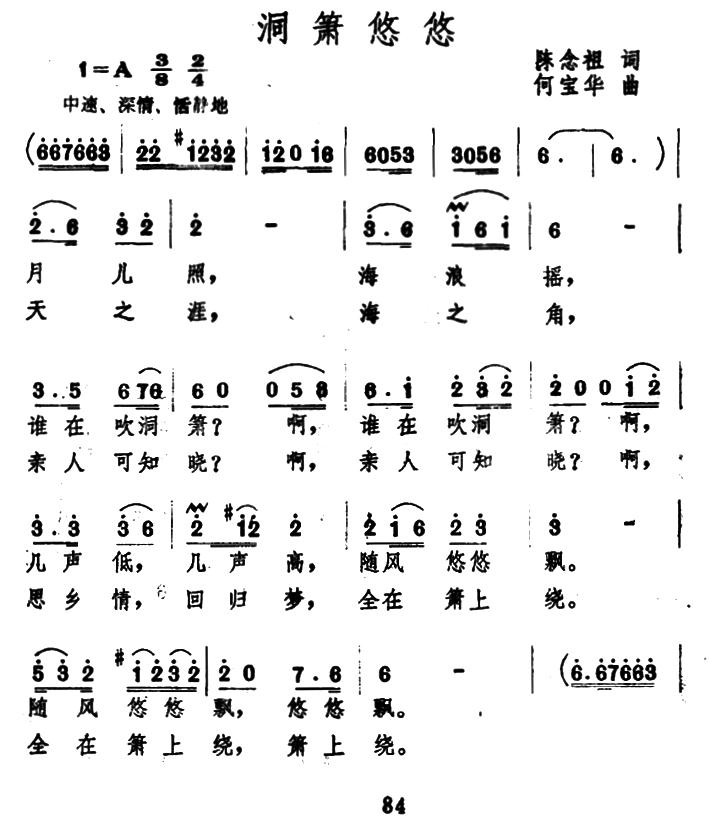 洞箫悠悠
1=A 3/8 2/4
陈念祖 词
何宝华 曲
中速、深情、恬静地
(667663 | 22 #1232 | 120 16 | 6053 | 3056 | 6. | 6. )
2.6 32 | 2 - | 3.6 161 | 6 - |
月儿照，海浪摇，
天之涯，海之角，
3.5 676 | 60 056 | 6.1 232 | 200 12 |
谁在吹洞箫？啊，谁在吹洞箫？啊，
亲人可知晓？啊，亲人可知晓？啊，
3.3 36 | 2 #12 2 | 216 23 | 3 - |
几声低，几声高，随风悠悠飘。
思乡情，回归梦，全在箫上绕。
532 #1232 | 20 7.6 | 6 - | (6.67663 |
随风悠悠飘，悠悠飘。
全在箫上绕，箫上绕。
84